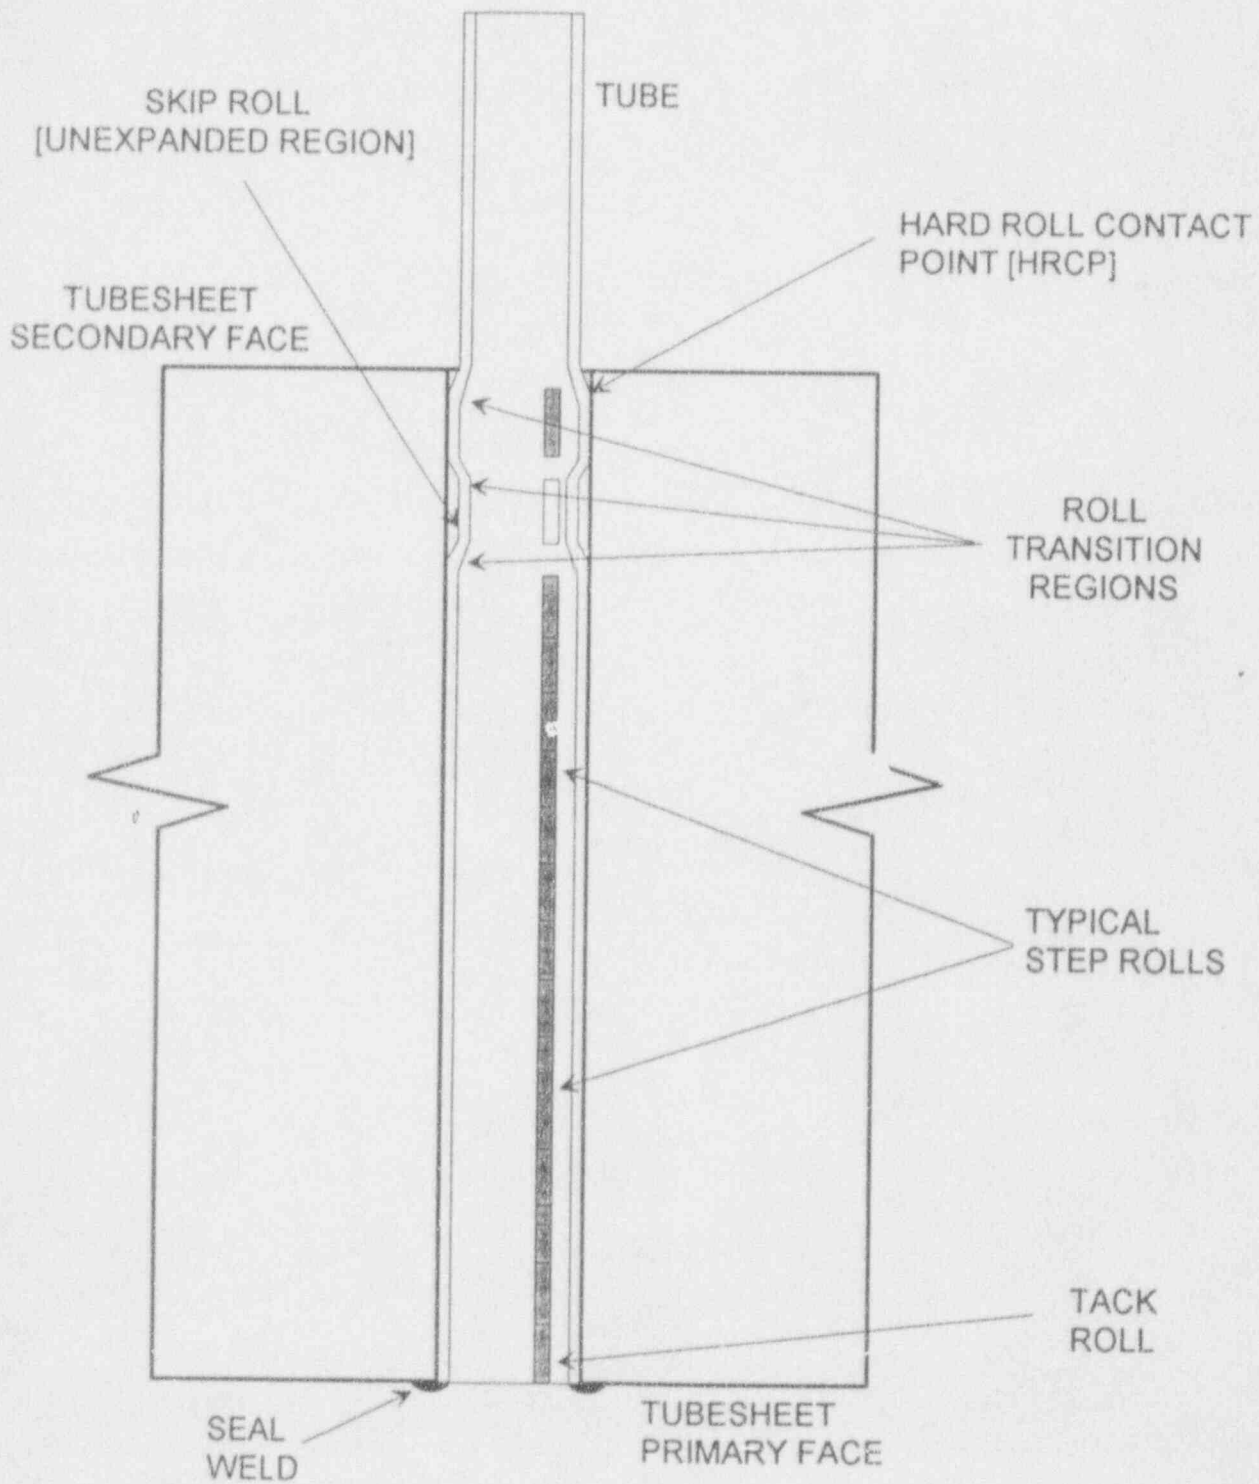 TUBE
SKIP ROLL
[UNEXPANDED REGION]
HARD ROLL CONTACT
POINT [HRCP]
TUBESHEET
SECONDARY FACE
ROLL
TRANSITION
REGIONS
TYPICAL
STEP ROLLS
TACK
ROLL
SEAL
WELD
TUBESHEET
PRIMARY FACE